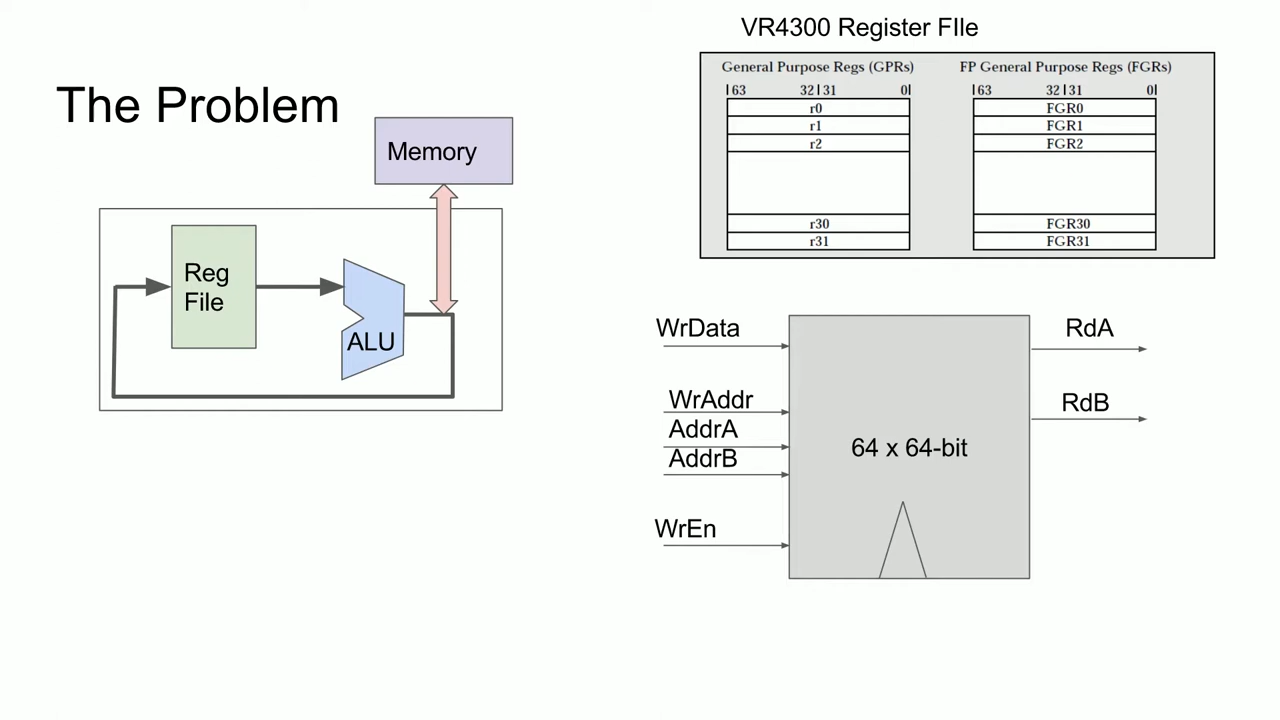 The Problem
Memory
Reg
File
ALU
VR4300 Register FIle
General Purpose Regs (GPRs)
FP General Purpose Regs (FGRs)
63 32 31 0
63 32 31 0
r0
FGR0
r1
FGR1
r2
FGR2
r30
FGR30
r31
FGR31
WrData
WrAddr
AddrA
AddrB
WrEn
64 x 64-bit
RdA
RdB